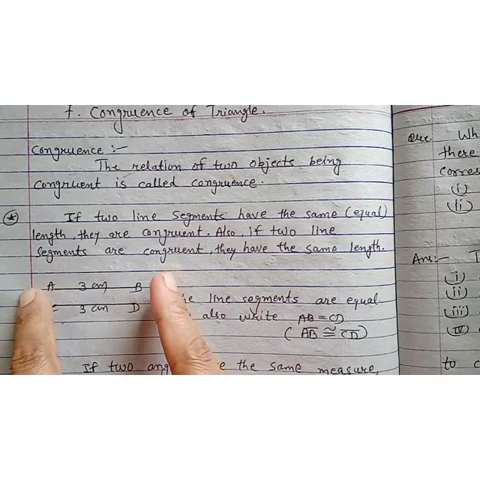 7. Congruence of Triangle.
Congruence :-
The relation of two objects being
congruent is called congruence.
If two line segments have the same (equal)
length, they are congruent. Also, if two line
segments are congruent, they have the same length.
A 3 cm B
3 cm D the line segments are equal
also write AB = CD
( AB ≅ CD )
If two the same measure,
Que. Wh
there
corres
(i)
(ii)
Ans:-
i)
ii)
iii)
to c